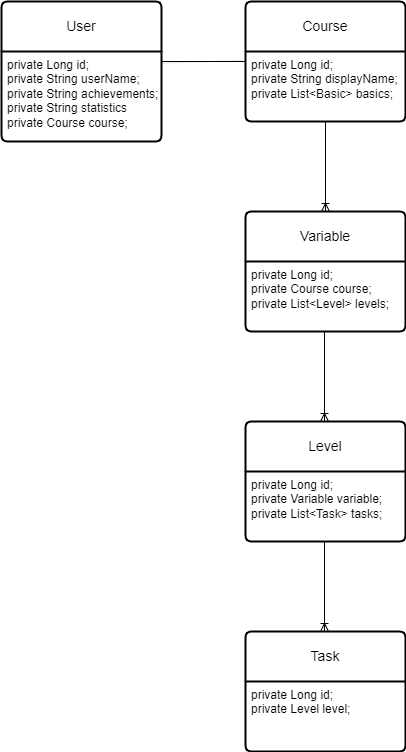 User
private Long id;
private String userName;
private String achievements;
private String statistics
private Course course;
Course
private Long id;
private String displayName;
private List<Basic> basics;
Variable
private Long id;
private Course course;
private List<Level> levels;
Level
private Long id;
private Variable variable;
private List<Task> tasks;
Task
private Long id;
private Level level;